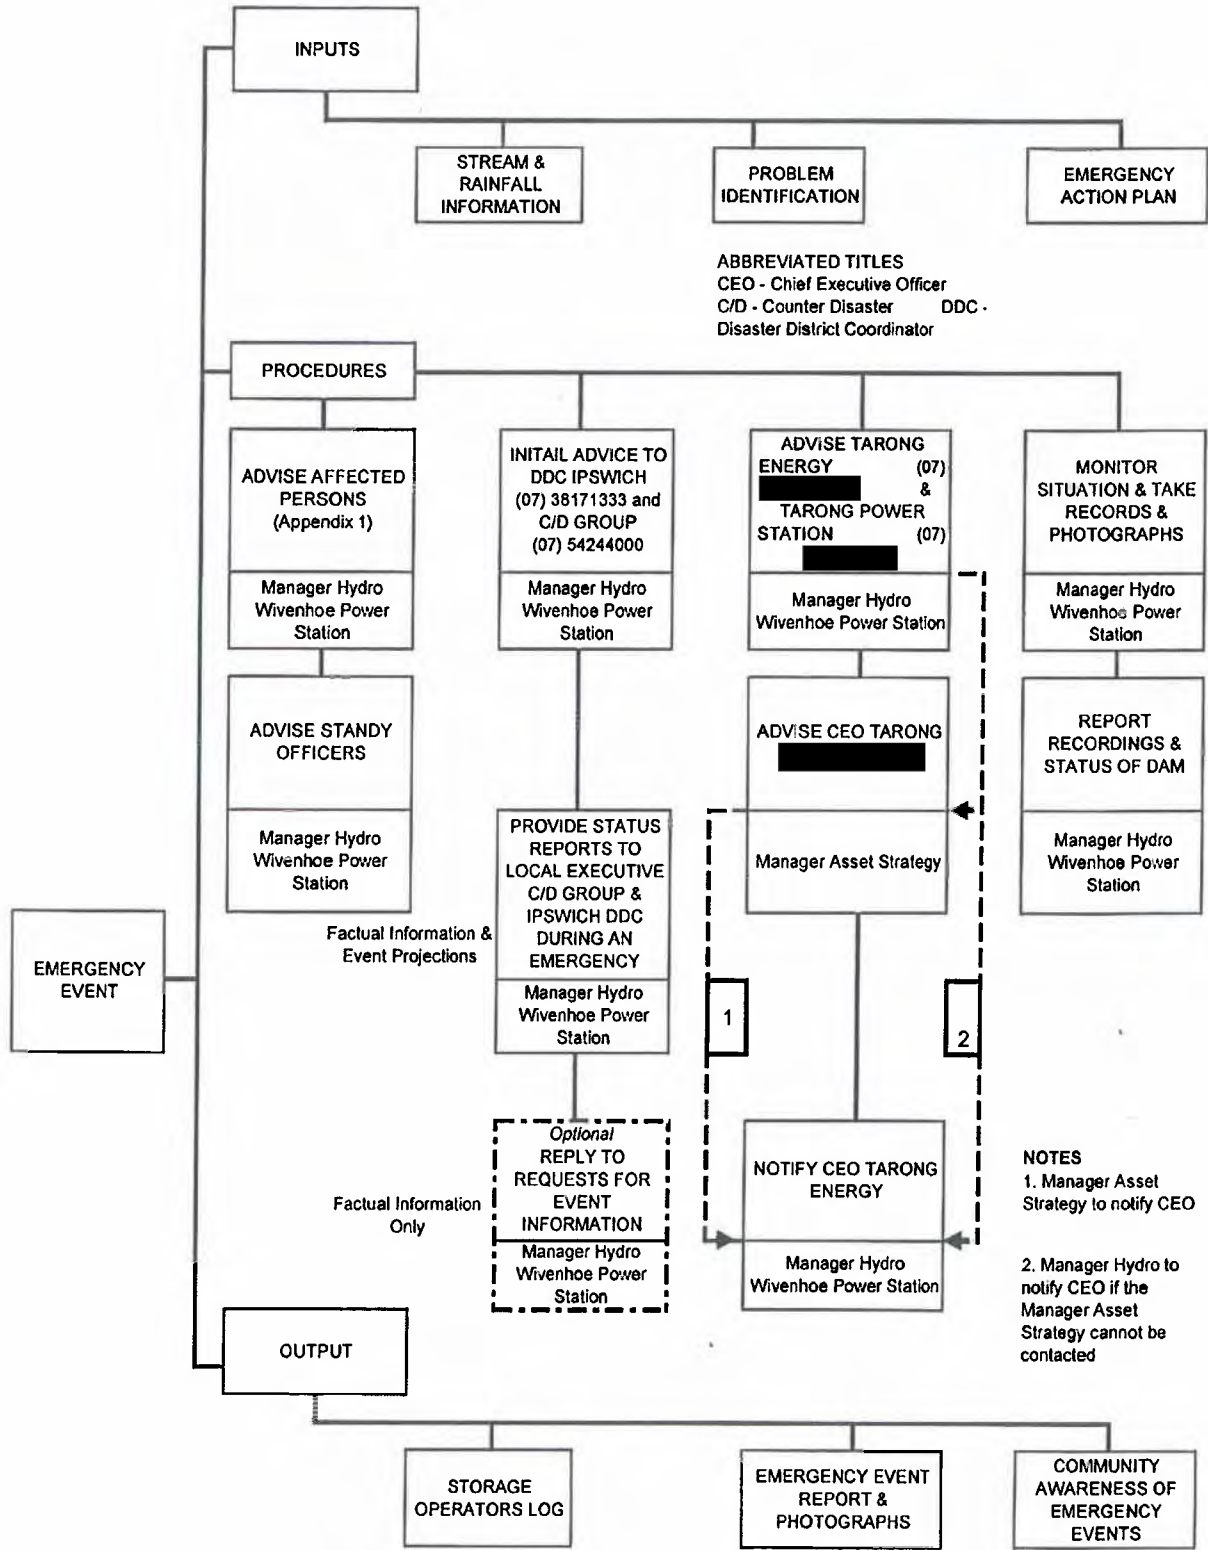 INPUTS
STREAM &
RAINFALL
INFORMATION
PROBLEM
IDENTIFICATION
EMERGENCY
ACTION PLAN
ABBREVIATED TITLES
CEO - Chief Executive Officer
C/D - Counter Disaster DDC -
Disaster District Coordinator
PROCEDURES
ADVISE AFFECTED
PERSONS
(Appendix 1)
Manager Hydro
Wivenhoe Power
Station
INITAIL ADVICE TO
DDC IPSWICH
(07) 38171333 and
C/D GROUP
(07) 54244000
Manager Hydro
Wivenhoe Power
Station
ADVISE TARONG
ENERGY (07)
&
TARONG POWER
STATION (07)
Manager Hydro
Wivenhoe Power Station
MONITOR
SITUATION & TAKE
RECORDS &
PHOTOGRAPHS
Manager Hydro
Wivenhoe Power
Station
ADVISE STANDY
OFFICERS
Manager Hydro
Wivenhoe Power
Station
ADVISE CEO TARONG
Manager Asset Strategy
REPORT
RECORDINGS &
STATUS OF DAM
Manager Hydro
Wivenhoe Power
Station
Factual Information &
Event Projections
PROVIDE STATUS
REPORTS TO
LOCAL EXECUTIVE
C/D GROUP &
IPSWICH DDC
DURING AN
EMERGENCY
Manager Hydro
Wivenhoe Power
Station
EMERGENCY
EVENT
1
2
Factual Information
Only
Optional
REPLY TO
REQUESTS FOR
EVENT
INFORMATION
Manager Hydro
Wivenhoe Power
Station
NOTIFY CEO TARONG
ENERGY
Manager Hydro
Wivenhoe Power Station
NOTES
1. Manager Asset
Strategy to notify CEO
2. Manager Hydro to
notify CEO if the
Manager Asset
Strategy cannot be
contacted
OUTPUT
STORAGE
OPERATORS LOG
EMERGENCY EVENT
REPORT &
PHOTOGRAPHS
COMMUNITY
AWARENESS OF
EMERGENCY
EVENTS